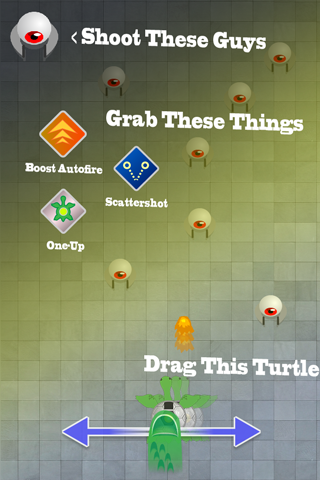 < Shoot These Guys
Grab These Things
Boost Autofire
Scattershot
One-Up
Drag This Turtle